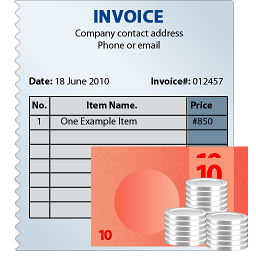 INVOICE
Company contact address
Phone or email
Date: 18 June 2010 Invoice#: 012457
No. Item Name. Price
1 One Example Item #850
10
10
10